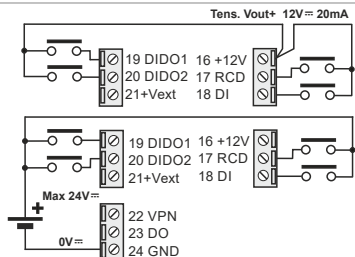 Tens. Vout+ 12V⎓ 20mA
19 DIDO1 16 +12V
20 DIDO2 17 RCD
21+Vext 18 DI
19 DIDO1 16 +12V
20 DIDO2 17 RCD
21+Vext 18 DI
Max 24V⎓
+
22 VPN
23 DO
0V⎓
24 GND